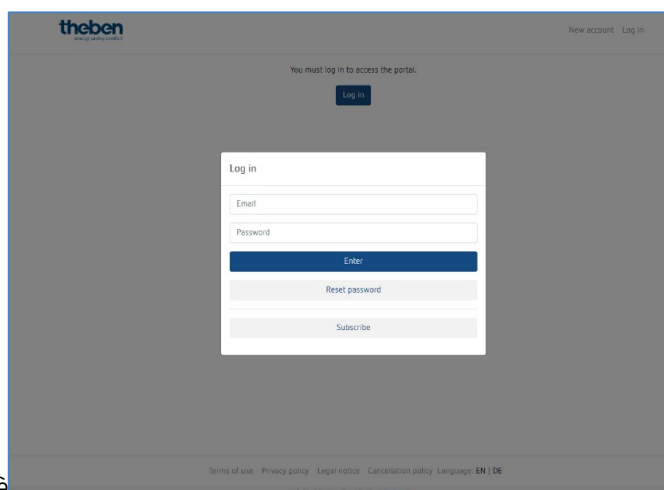 theben
energy saving comfort
New account Log in
You must log in to access the portal.
Log in
Log in
Email
Password
Enter
Reset password
Subscribe
Terms of use Privacy policy Legal notice Cancellation policy Language: EN | DE